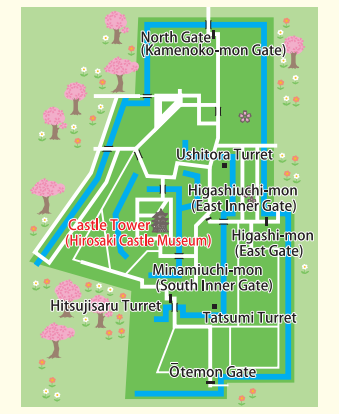 North Gate
(Kamenoko-mon Gate)
Ushitora Turret
Higashiuchi-mon
(East Inner Gate)
Castle Tower
(Hirosaki Castle Museum)
Higashi-mon
(East Gate)
Minamiuchi-mon
(South Inner Gate)
Hitsujisaru Turret
Tatsumi Turret
Ōtemon Gate